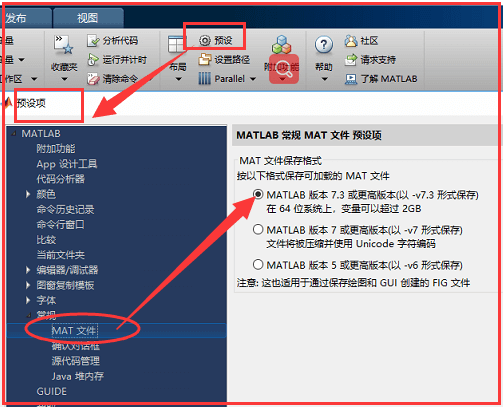 发布 视图
量 分析代码 预设 社区
量 运行并计时 设置路径 请求支持
工作区 收藏夹 清除命令 布局 Parallel 附加功能 帮助 了解 MATLAB
预设项
MATLAB
附加功能
App 设计工具
代码分析器
颜色
命令历史记录
命令行窗口
比较
当前文件夹
编辑器/调试器
图窗复制模板
字体
常规
MAT 文件
确认对话框
源代码管理
Java 堆内存
GUIDE
MATLAB 常规 MAT 文件 预设项
MAT 文件保存格式
按以下格式保存可加载的 MAT 文件
MATLAB 版本 7.3 或更高版本(以 -v7.3 形式保存)
在 64 位系统上，变量可以超过 2GB
MATLAB 版本 7 或更高版本(以 -v7 形式保存)
文件将被压缩并使用 Unicode 字符编码
MATLAB 版本 5 或更高版本(以 -v6 形式保存)
注意: 这也适用于通过保存绘图和 GUI 创建的 FIG 文件